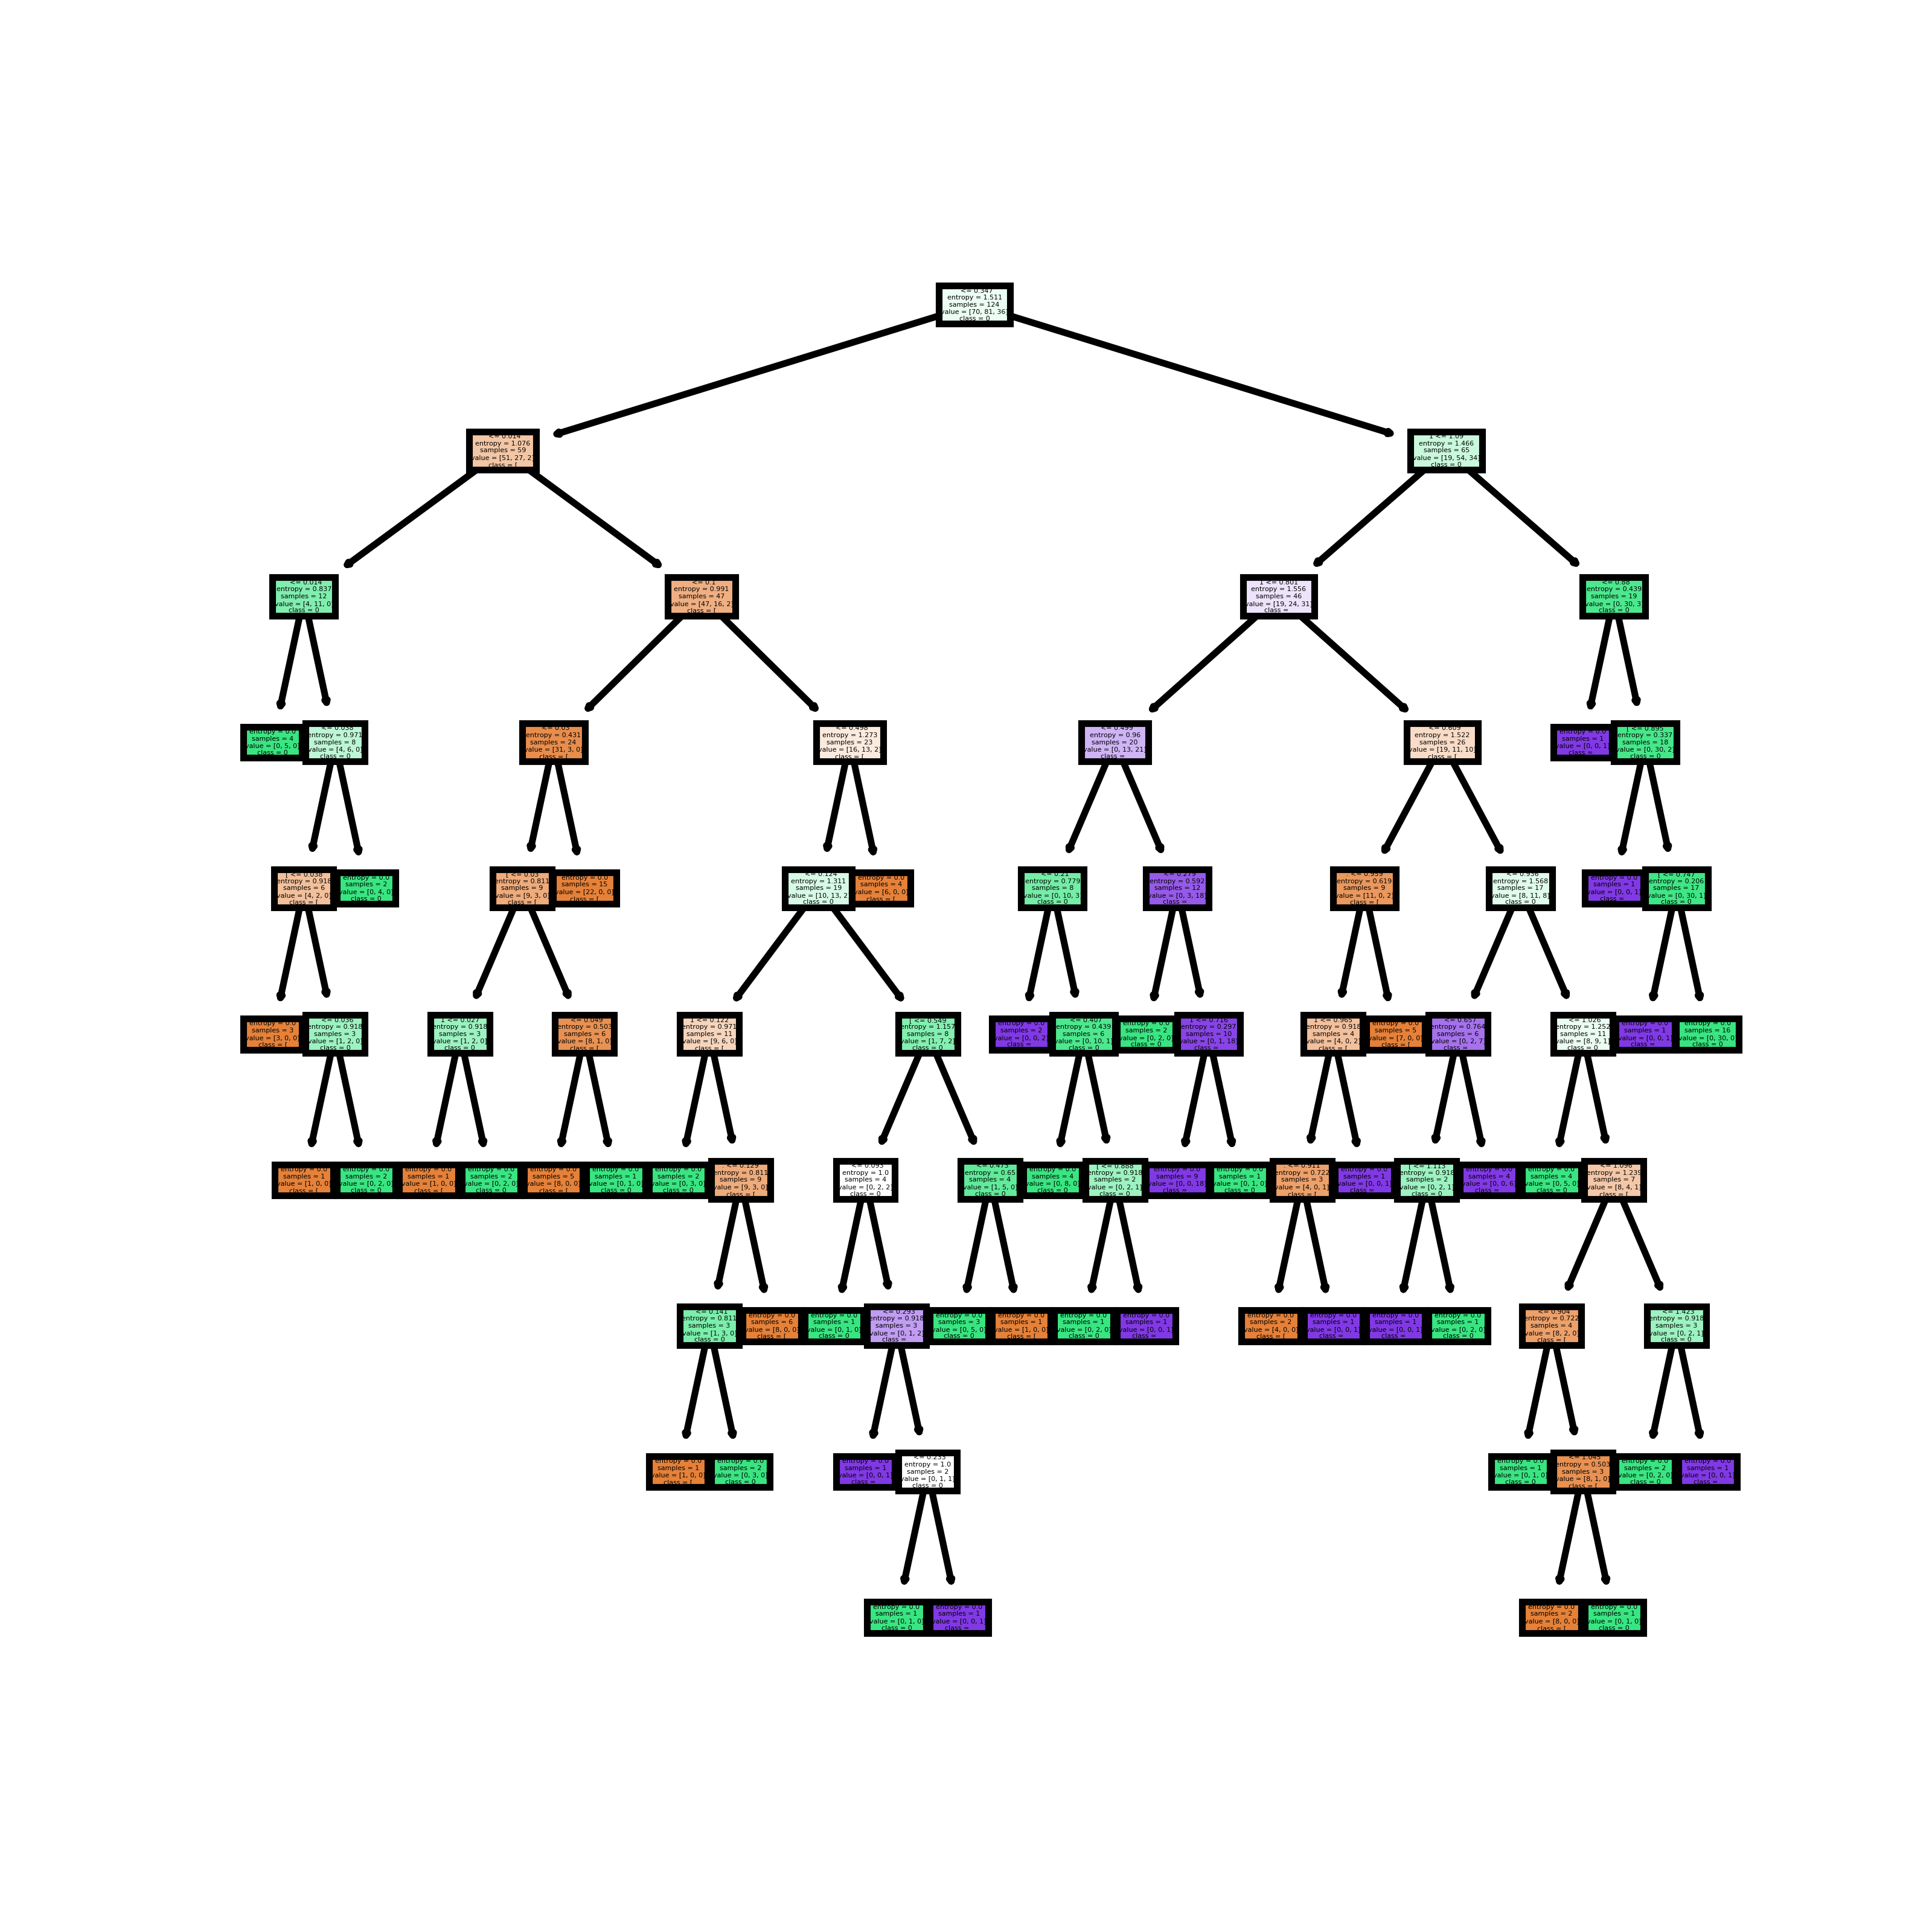 <= 0.347
entropy = 1.511
samples = 124
value = [70, 81, 36]
class = 0
<= 0.014
entropy = 1.076
samples = 59
value = [51, 27, 2]
class = [
1 <= 1.09
entropy = 1.466
samples = 65
value = [19, 54, 34]
class = 0
<= 0.014
entropy = 0.837
samples = 12
value = [4, 11, 0]
class = 0
<= 0.1
entropy = 0.991
samples = 47
value = [47, 16, 2]
class = [
1 <= 0.801
entropy = 1.556
samples = 46
value = [19, 24, 31]
class =
<= 0.88
entropy = 0.439
samples = 19
value = [0, 30, 3]
class = 0
entropy = 0.0
samples = 4
value = [0, 5, 0]
class = 0
entropy = 0.971
samples = 8
value = [4, 6, 0]
class = 0
entropy = 0.431
samples = 24
value = [31, 3, 0]
class = [
entropy = 1.273
samples = 23
value = [16, 13, 2]
class = [
entropy = 0.96
samples = 20
value = [0, 13, 21]
class =
entropy = 1.522
samples = 26
value = [19, 11, 10]
class = [
entropy = 0.0
samples = 1
value = [0, 0, 1]
class =
entropy = 0.337
samples = 18
value = [0, 30, 2]
class = 0
[ <= 0.038
entropy = 0.918
samples = 6
value = [4, 2, 0]
class = [
entropy = 0.0
samples = 2
value = [0, 4, 0]
class = 0
[ <= 0.03
entropy = 0.811
samples = 9
value = [9, 3, 0]
class = [
entropy = 0.0
samples = 15
value = [22, 0, 0]
class = [
<= 0.124
entropy = 1.311
samples = 19
value = [10, 13, 2]
class = 0
entropy = 0.0
samples = 4
value = [6, 0, 0]
class = [
<= 0.21
entropy = 0.779
samples = 8
value = [0, 10, 3]
class = 0
<= 0.279
entropy = 0.592
samples = 12
value = [0, 3, 18]
class =
<= 0.959
entropy = 0.619
samples = 9
value = [11, 0, 2]
class = [
<= 0.936
entropy = 1.568
samples = 17
value = [8, 11, 8]
class = 0
entropy = 0.0
samples = 1
value = [0, 0, 1]
class =
[ <= 0.747
entropy = 0.206
samples = 17
value = [0, 30, 1]
class = 0
entropy = 0.0
samples = 3
value = [3, 0, 0]
class = [
<= 0.036
entropy = 0.918
samples = 3
value = [1, 2, 0]
class = 0
1 <= 0.027
entropy = 0.918
samples = 3
value = [1, 2, 0]
class = 0
<= 0.049
entropy = 0.503
samples = 6
value = [8, 1, 0]
class = [
1 <= 0.122
entropy = 0.971
samples = 11
value = [9, 6, 0]
class = [
[ <= 0.549
entropy = 1.157
samples = 8
value = [1, 7, 2]
class = 0
entropy = 0.0
samples = 2
value = [0, 0, 2]
class =
<= 0.407
entropy = 0.439
samples = 6
value = [0, 10, 1]
class = 0
entropy = 0.0
samples = 2
value = [0, 2, 0]
class = 0
1 <= 0.716
entropy = 0.297
samples = 10
value = [0, 1, 18]
class =
1 <= 0.965
entropy = 0.918
samples = 4
value = [4, 0, 2]
class = [
entropy = 0.0
samples = 5
value = [7, 0, 0]
class = [
<= 0.657
entropy = 0.764
samples = 6
value = [0, 2, 7]
class =
<= 1.026
entropy = 1.252
samples = 11
value = [8, 9, 1]
class = 0
entropy = 0.0
samples = 1
value = [0, 0, 1]
class =
entropy = 0.0
samples = 16
value = [0, 30, 0]
class = 0
entropy = 0.0
samples = 1
value = [1, 0, 0]
class = [
entropy = 0.0
samples = 2
value = [0, 2, 0]
class = 0
entropy = 0.0
samples = 1
value = [1, 0, 0]
class = [
entropy = 0.0
samples = 2
value = [0, 2, 0]
class = 0
entropy = 0.0
samples = 5
value = [8, 0, 0]
class = [
entropy = 0.0
samples = 1
value = [0, 1, 0]
class = 0
entropy = 0.0
samples = 2
value = [0, 3, 0]
class = 0
<= 0.129
entropy = 0.811
samples = 9
value = [9, 3, 0]
class = [
<= 0.093
entropy = 1.0
samples = 4
value = [0, 2, 2]
class = 0
<= 0.473
entropy = 0.65
samples = 4
value = [1, 5, 0]
class = 0
entropy = 0.0
samples = 4
value = [0, 8, 0]
class = 0
[ <= 0.888
entropy = 0.918
samples = 2
value = [0, 2, 1]
class = 0
entropy = 0.0
samples = 9
value = [0, 0, 18]
class =
entropy = 0.0
samples = 1
value = [0, 1, 0]
class = 0
<= 0.911
entropy = 0.722
samples = 3
value = [4, 0, 1]
class = [
entropy = 0.0
samples = 1
value = [0, 0, 1]
class =
[ <= 1.113
entropy = 0.918
samples = 2
value = [0, 2, 1]
class = 0
entropy = 0.0
samples = 4
value = [0, 0, 6]
class =
entropy = 0.0
samples = 4
value = [0, 5, 0]
class = 0
<= 1.096
entropy = 1.239
samples = 7
value = [8, 4, 1]
class = [
<= 0.141
entropy = 0.811
samples = 3
value = [1, 3, 0]
class = 0
entropy = 0.0
samples = 6
value = [8, 0, 0]
class = [
entropy = 0.0
samples = 1
value = [0, 1, 0]
class = 0
<= 0.293
entropy = 0.918
samples = 3
value = [0, 1, 2]
class =
entropy = 0.0
samples = 3
value = [0, 5, 0]
class = 0
entropy = 0.0
samples = 1
value = [1, 0, 0]
class = [
entropy = 0.0
samples = 1
value = [0, 2, 0]
class = 0
entropy = 0.0
samples = 1
value = [0, 0, 1]
class =
entropy = 0.0
samples = 2
value = [4, 0, 0]
class = [
entropy = 0.0
samples = 1
value = [0, 0, 1]
class =
entropy = 0.0
samples = 1
value = [0, 0, 1]
class =
entropy = 0.0
samples = 1
value = [0, 2, 0]
class = 0
<= 0.904
entropy = 0.722
samples = 4
value = [8, 2, 0]
class = [
<= 1.423
entropy = 0.918
samples = 3
value = [0, 2, 1]
class = 0
entropy = 0.0
samples = 1
value = [1, 0, 0]
class = [
entropy = 0.0
samples = 2
value = [0, 3, 0]
class = 0
entropy = 0.0
samples = 1
value = [0, 0, 1]
class =
<= 0.233
entropy = 1.0
samples = 2
value = [0, 1, 1]
class = 0
entropy = 0.0
samples = 1
value = [0, 1, 0]
class = 0
entropy = 0.503
samples = 3
value = [8, 1, 0]
class = [
entropy = 0.0
samples = 2
value = [0, 2, 0]
class = 0
entropy = 0.0
samples = 1
value = [0, 0, 1]
class =
entropy = 0.0
samples = 1
value = [0, 1, 0]
class = 0
entropy = 0.0
samples = 1
value = [0, 0, 1]
class =
entropy = 0.0
samples = 2
value = [8, 0, 0]
class = [
entropy = 0.0
samples = 1
value = [0, 1, 0]
class = 0